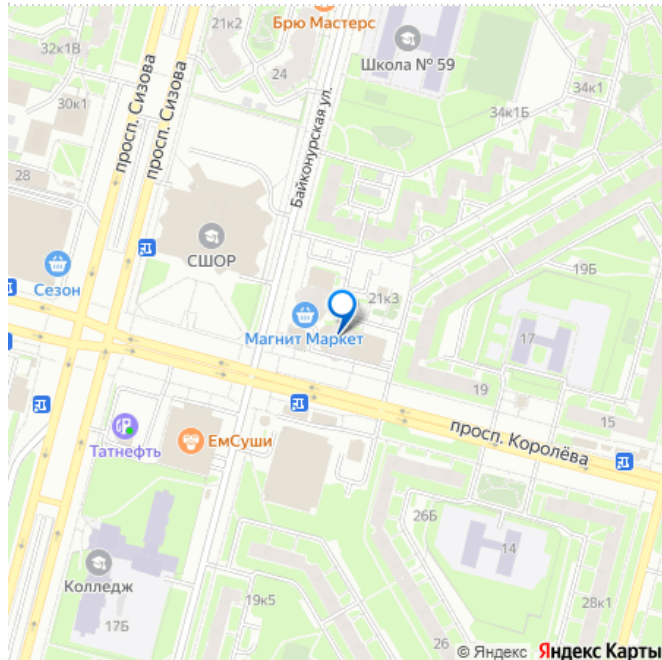 21к2
Брю Мастерс
32к1В
24
Школа № 59
просп. Сизова
просп. Сизова
Байконурская ул.
30к1
34к1
34к1Б
28
СШОР
Сезон
19Б
21к3
Магнит Маркет
17
19
15
просп. Королёва
Татнефть
ЕмСуши
26Б
14
Колледж
19к5
17Б
26
28к1
© Яндекс Яндекс Карты